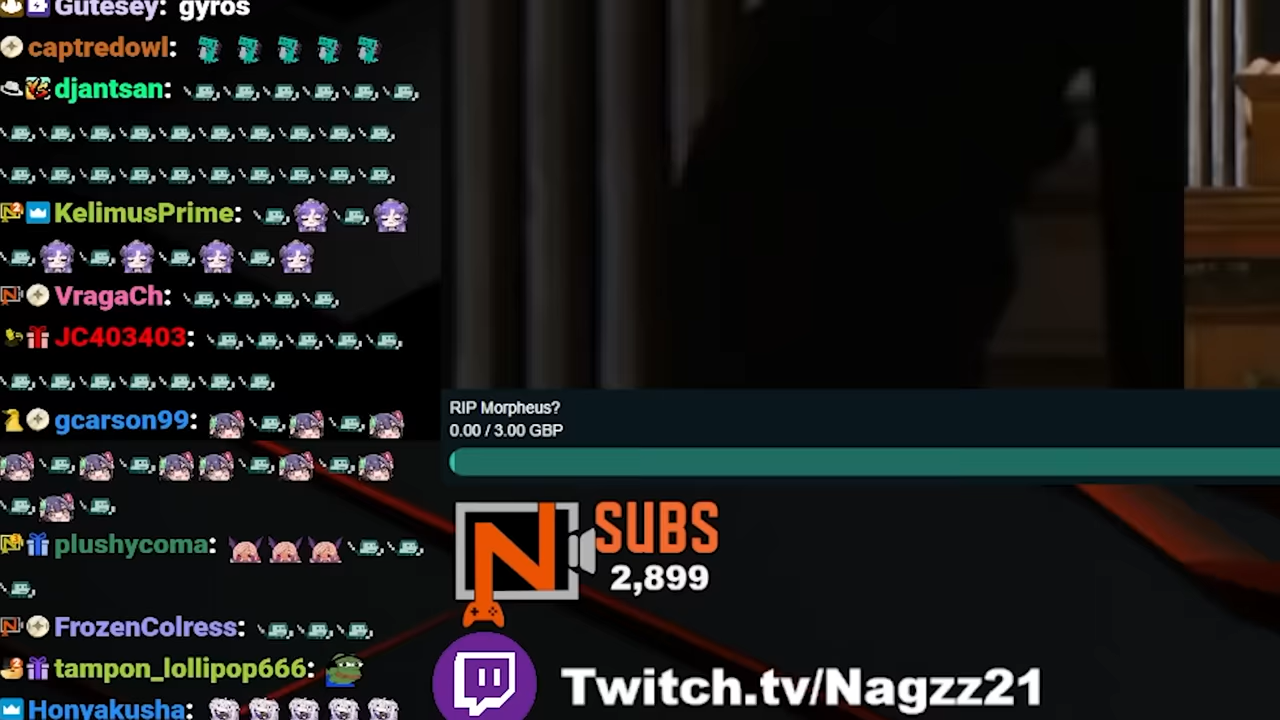 Gutesey: gyros
captredowl:
djantsan:
KelimusPrime:
VragaCh:
JC403403:
gcarson99:
plushycoma:
FrozenColress:
tampon_lollipop666:
Honyakusha:
RIP Morpheus?
0.00 / 3.00 GBP
N SUBS
2,899
Twitch.tv/Nagzz21